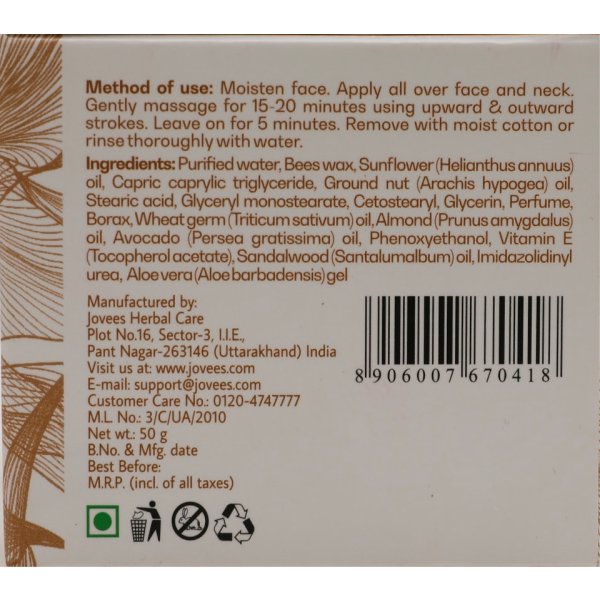 Method of use: Moisten face. Apply all over face and neck.
Gently massage for 15-20 minutes using upward & outward
strokes. Leave on for 5 minutes. Remove with moist cotton or
rinse thoroughly with water.
Ingredients: Purified water, Bees wax, Sunflower (Helianthus annuus)
oil, Capric caprylic triglyceride, Ground nut (Arachis hypogea) oil,
Stearic acid, Glyceryl monostearate, Cetostearyl, Glycerin, Perfume,
Borax, Wheat germ (Triticum sativum) oil, Almond (Prunus amygdalus)
oil, Avocado (Persea gratissima) oil, Phenoxyethanol, Vitamin E
(Tocopherol acetate), Sandalwood (Santalum album) oil, Imidazolidinyl
urea, Aloe vera (Aloe barbadensis) gel
Manufactured by:
Jovees Herbal Care
Plot No.16, Sector-3, I.I.E.,
Pant Nagar-263146 (Uttarakhand) India
Visit us at: www.jovees.com
E-mail: support@jovees.com
Customer Care No.: 0120-4747777
M.L. No.: 3/C/UA/2010
Net wt.: 50 g
B.No. & Mfg. date
Best Before:
M.R.P. (incl. of all taxes)
8 906007 670418